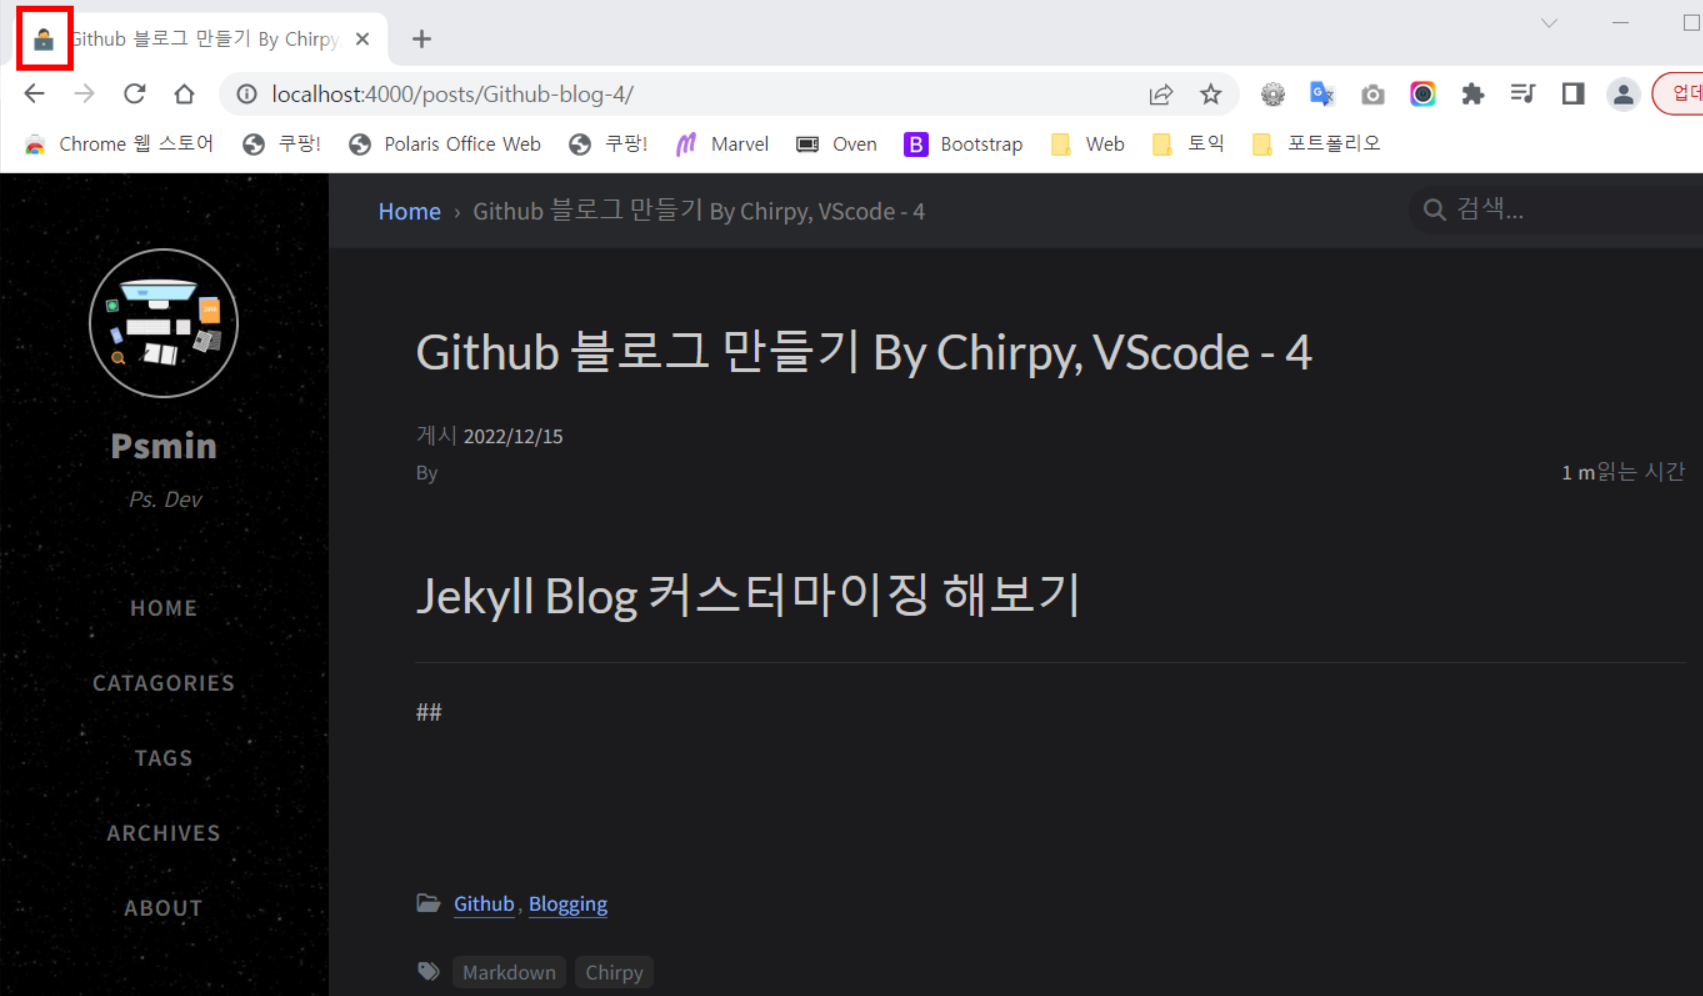 Github 블로그 만들기 By Chirpy,
localhost:4000/posts/Github-blog-4/
업데
Chrome 웹 스토어 쿠팡! Polaris Office Web 쿠팡! Marvel Oven B Bootstrap Web 토익 포트폴리오
Home › Github 블로그 만들기 By Chirpy, VScode - 4
검색...
Psmin
Ps. Dev
HOME
CATAGORIES
TAGS
ARCHIVES
ABOUT
Github 블로그 만들기 By Chirpy, VScode - 4
게시 2022/12/15
By
1 m읽는 시간
Jekyll Blog 커스터마이징 해보기
##
Github, Blogging
Markdown Chirpy